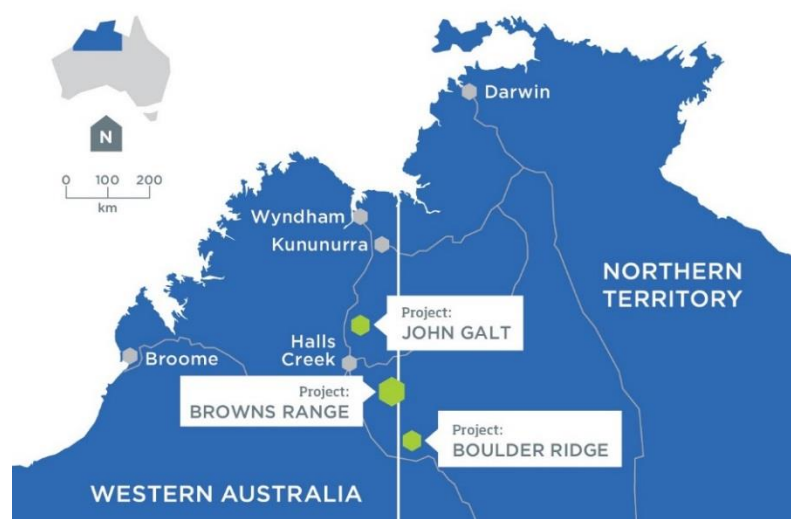 Darwin
N
0 100 200
km
Wyndham
Kununurra
NORTHERN
TERRITORY
Project:
JOHN GALT
Halls
Creek
Broome
Project:
BROWNS RANGE
Project:
BOULDER RIDGE
WESTERN AUSTRALIA